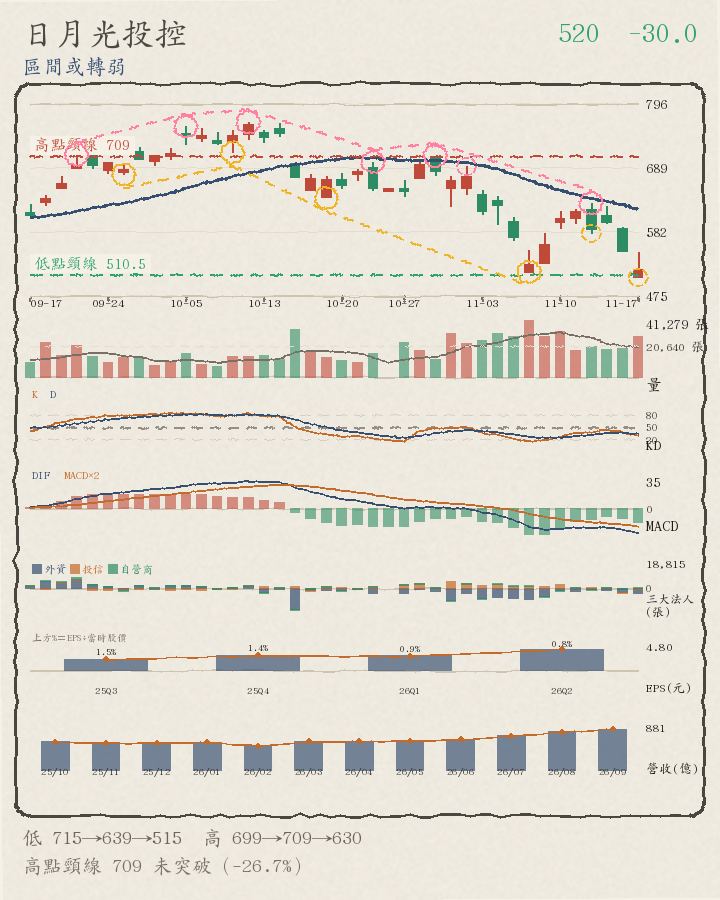 日月光投控
520 -30.0
區間或轉弱
796
高點頸線 709
689
582
低點頸線 510.5
475
09-17 09-24 10-05 10-13 10-20 10-27 11-03 11-10 11-17
41,279 張
20,640 張
量
K D
80
50
20
KD
DIF MACD×2
35
0
MACD
18,815
外資 投信 自營商
0
三大法人
(張)
上方%=EPS÷當時股價
1.5% 1.4% 0.9% 0.8%
4.80
25Q3 25Q4 26Q1 26Q2
EPS(元)
881
25/10 25/11 25/12 26/01 26/02 26/03 26/04 26/05 26/06 26/07 26/08 26/09
營收(億)
低 715→639→515 高 699→709→630
高點頸線 709 未突破 (-26.7%)